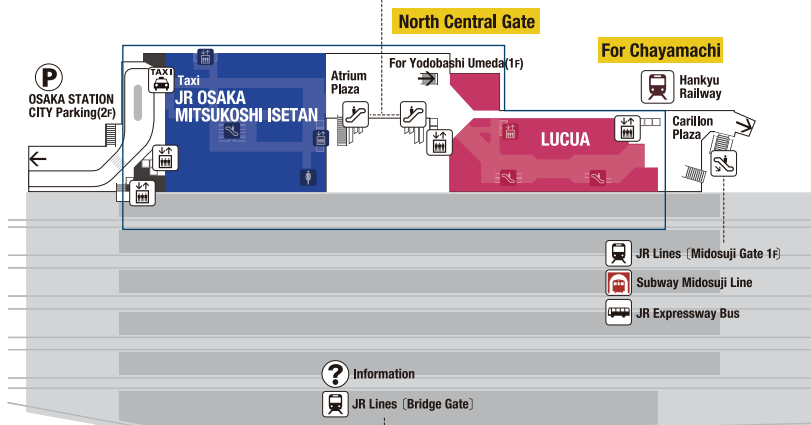 North Central Gate
For Chayamachi
For Yodobashi Umeda(1F)
P
OSAKA STATION
CITY Parking(2F)
TAXI
Taxi
JR OSAKA
MITSUKOSHI ISETAN
Atrium
Plaza
Hankyu
Railway
LUCUA
Carillon
Plaza
JR Lines〔Midosuji Gate 1F〕
Subway Midosuji Line
JR Expressway Bus
?
Information
JR Lines〔Bridge Gate〕